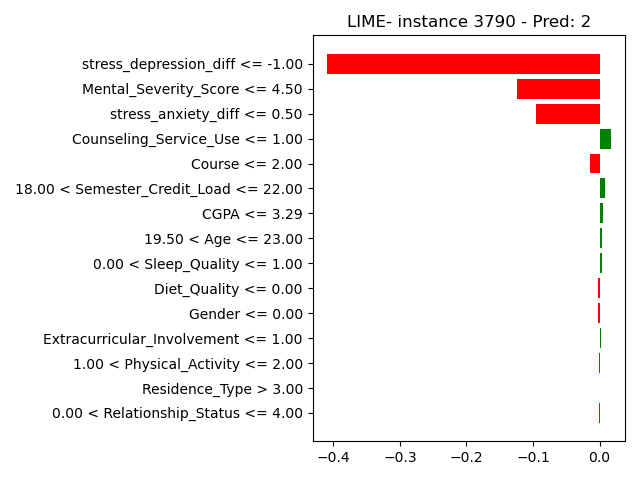 LIME- instance 3790 - Pred: 2
stress_depression_diff <= -1.00
Mental_Severity_Score <= 4.50
stress_anxiety_diff <= 0.50
Counseling_Service_Use <= 1.00
Course <= 2.00
18.00 < Semester_Credit_Load <= 22.00
CGPA <= 3.29
19.50 < Age <= 23.00
0.00 < Sleep_Quality <= 1.00
Diet_Quality <= 0.00
Gender <= 0.00
Extracurricular_Involvement <= 1.00
1.00 < Physical_Activity <= 2.00
Residence_Type > 3.00
0.00 < Relationship_Status <= 4.00
−0.4 −0.3 −0.2 −0.1 0.0